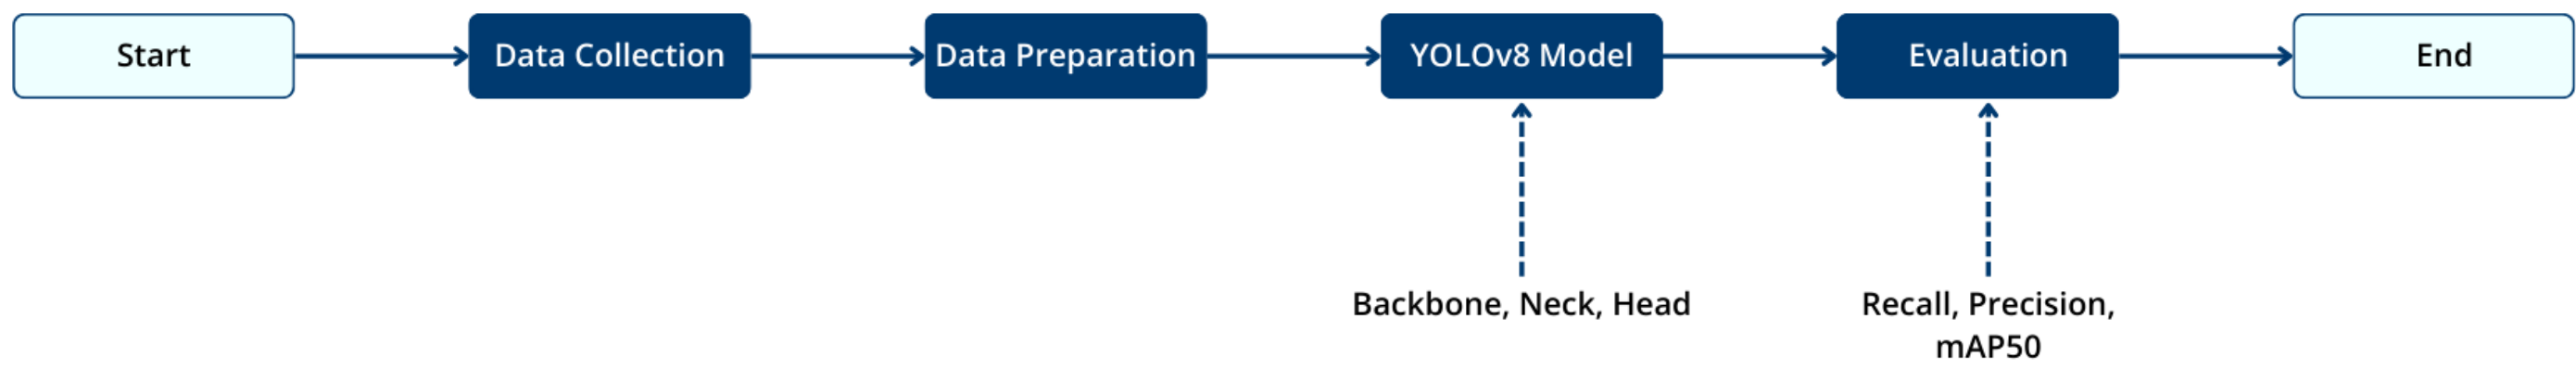 Start
Data Collection
Data Preparation
YOLOv8 Model
Evaluation
End
Backbone, Neck, Head
Recall, Precision,
mAP50